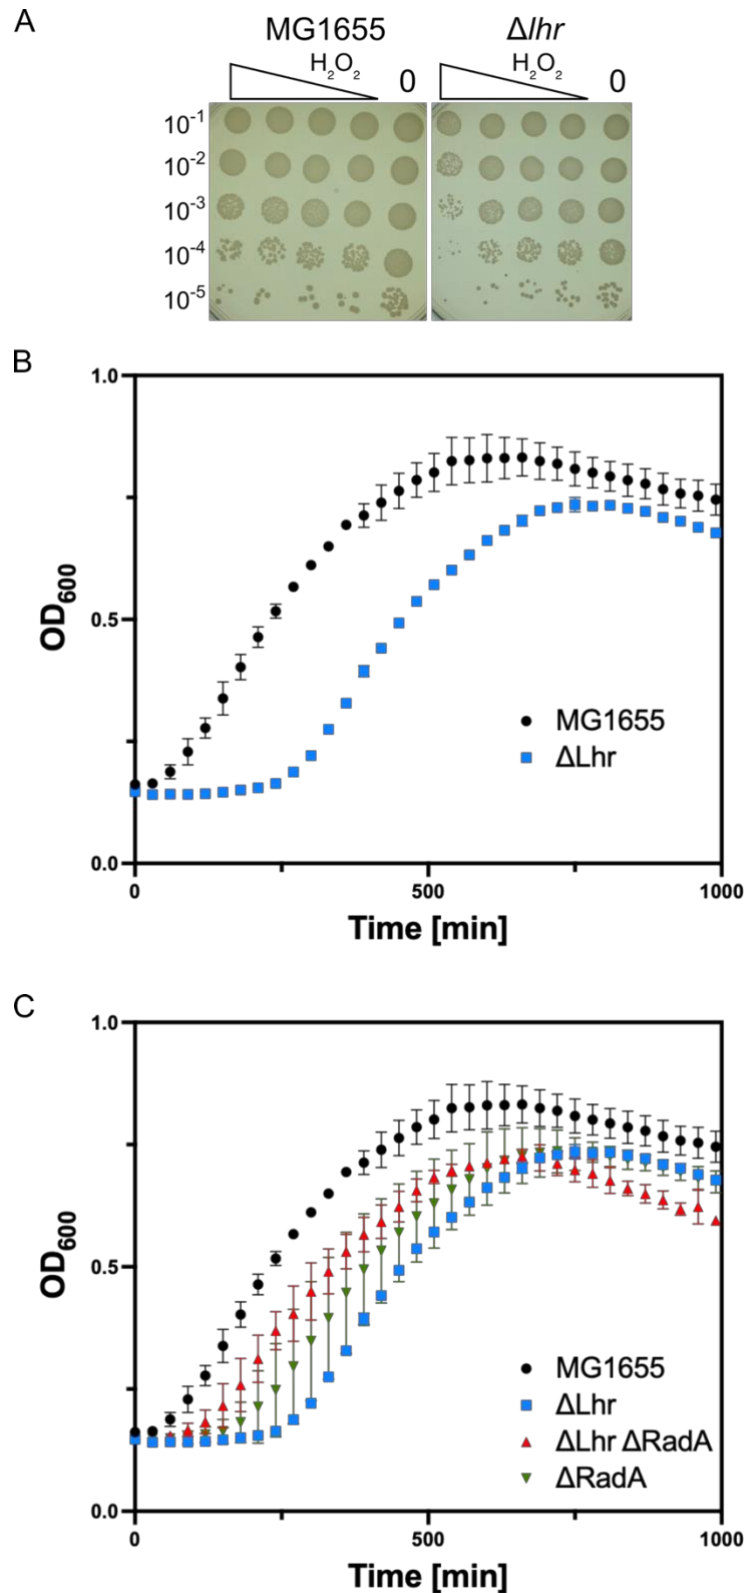 A
MG1655 Δlhr
H₂O₂ 0 H₂O₂ 0
10⁻¹
10⁻²
10⁻³
10⁻⁴
10⁻⁵
B
1.0
0.5
0.0
OD₆₀₀
MG1655
ΔLhr
0 500 1000
Time [min]
C
1.0
0.5
0.0
OD₆₀₀
MG1655
ΔLhr
ΔLhr ΔRadA
ΔRadA
0 500 1000
Time [min]